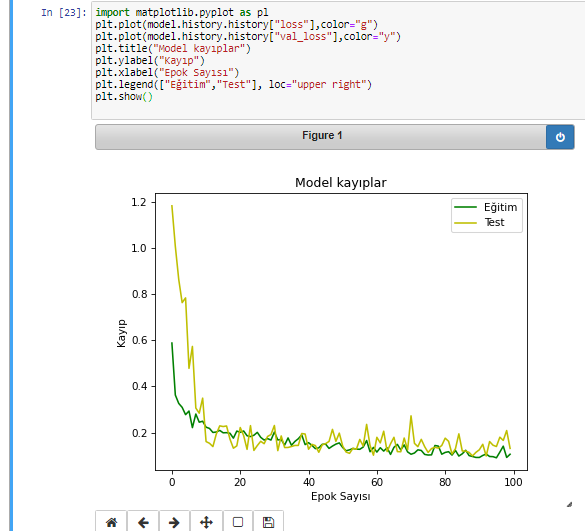 In [23]: import matplotlib.pyplot as pl
plt.plot(model.history.history["loss"],color="g")
plt.plot(model.history.history["val_loss"],color="y")
plt.title("Model kayıplar")
plt.ylabel("Kayıp")
plt.xlabel("Epok Sayısı")
plt.legend(["Eğitim","Test"], loc="upper right")
plt.show()
Figure 1
Model kayıplar
Eğitim
Test
1.2
1.0
0.8
0.6
0.4
0.2
Kayıp
0 20 40 60 80 100
Epok Sayısı